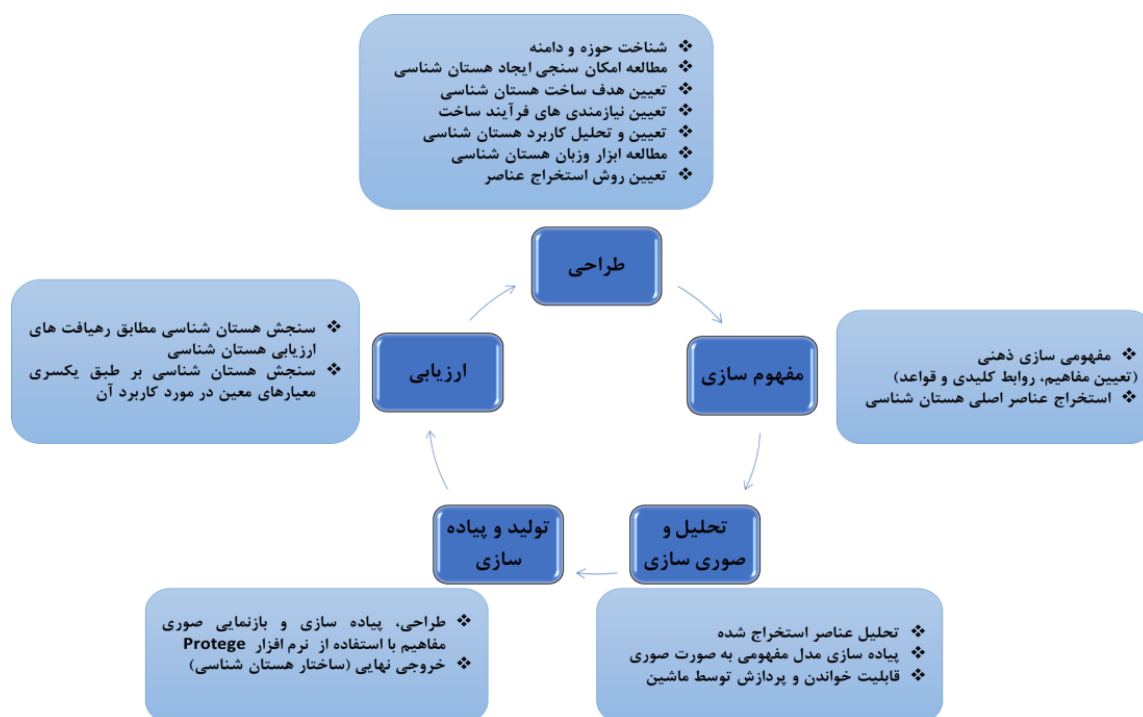 شناخت حوزه و دامنه
مطالعه امکان سنجی ایجاد هستان شناسی
تعیین هدف ساخت هستان شناسی
تعیین نیازمندی های فرآیند ساخت
تعیین و تحلیل کاربرد هستان شناسی
مطالعه ابزار وزبان هستان شناسی
تعیین روش استخراج عناصر
طراحی
مفهوم سازی
مفهومی سازی ذهنی
(تعیین مفاهیم، روابط کلیدی و قواعد)
استخراج عناصر اصلی هستان شناسی
تحلیل و
صوری سازی
تحلیل عناصر استخراج شده
پیاده سازی مدل مفهومی به صورت صوری
قابلیت خواندن و پردازش توسط ماشین
تولید و پیاده
سازی
طراحی، پیاده سازی و بازنمایی صوری
مفاهیم با استفاده از نرم افزار Protege
خروجی نهایی (ساختار هستان شناسی)
ارزیابی
سنجش هستان شناسی مطابق رهیافت های
ارزیابی هستان شناسی
سنجش هستان شناسی بر طبق یکسری
معیارهای معین در مورد کاربرد آن